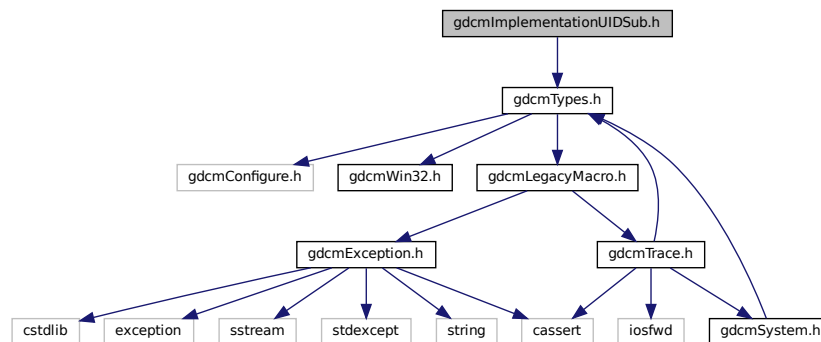 gdcmImplementationUIDSub.h
gdcmTypes.h
gdcmConfigure.h
gdcmWin32.h
gdcmLegacyMacro.h
gdcmException.h
gdcmTrace.h
cstdlib
exception
sstream
stdexcept
string
cassert
iosfwd
gdcmSystem.h